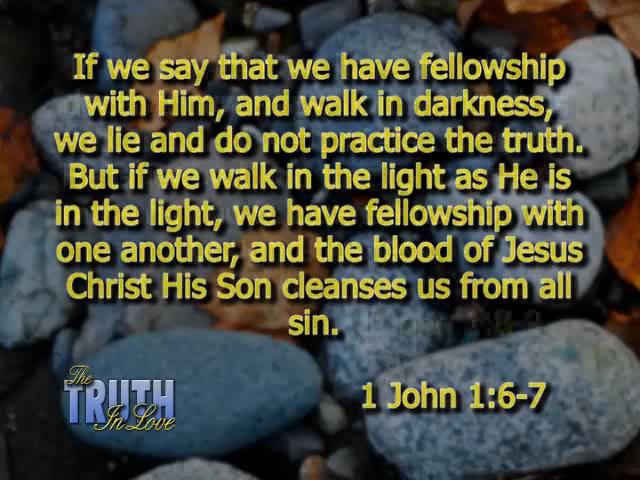 If we say that we have fellowship
with Him, and walk in darkness,
we lie and do not practice the truth.
But if we walk in the light as He is
in the light, we have fellowship with
one another, and the blood of Jesus
Christ His Son cleanses us from all
sin.
1 John 1:6-7
The
TRUTH
In Love